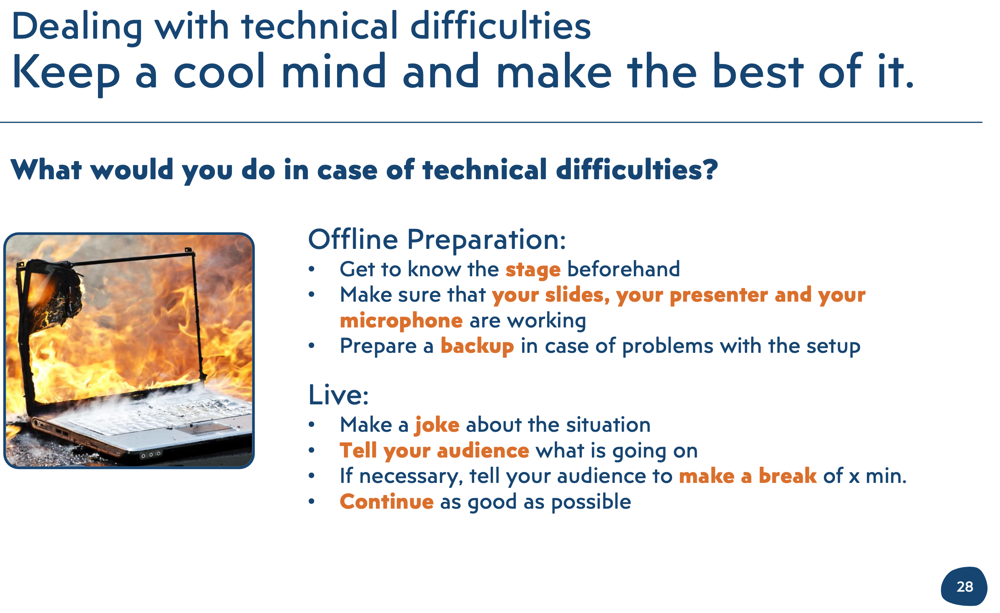 Dealing with technical difficulties
Keep a cool mind and make the best of it.
What would you do in case of technical difficulties?
Offline Preparation:
• Get to know the stage beforehand
• Make sure that your slides, your presenter and your
microphone are working
• Prepare a backup in case of problems with the setup
Live:
• Make a joke about the situation
• Tell your audience what is going on
• If necessary, tell your audience to make a break of x min.
• Continue as good as possible
28